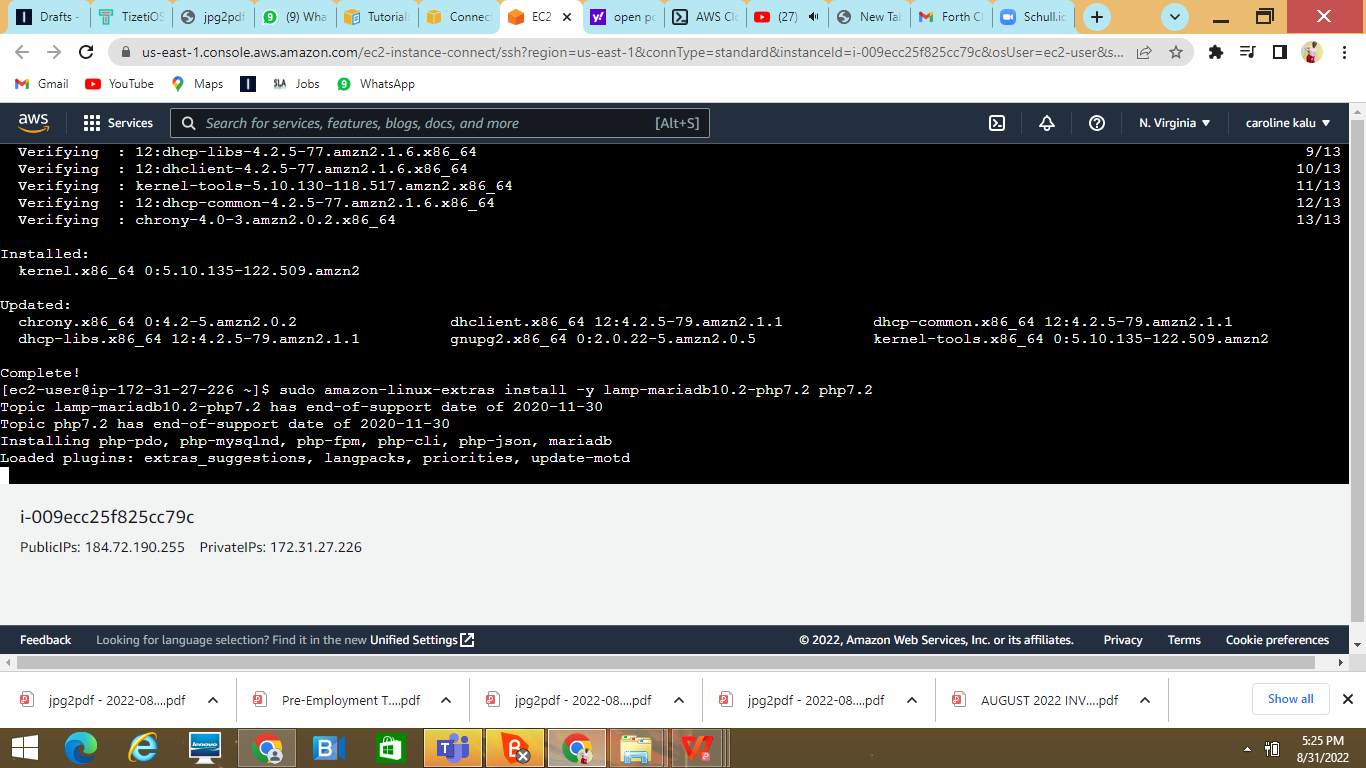 Drafts -
TizetiOS
jpg2pdf
(9) Wha
Tutorial:
Connect
EC2
open po
AWS Clo
(27)
New Tab
Forth Cl
Schull.io
us-east-1.console.aws.amazon.com/ec2-instance-connect/ssh?region=us-east-1&connType=standard&instanceId=i-009ecc25f825cc79c&osUser=ec2-user&s...
Gmail YouTube Maps SLA Jobs WhatsApp
aws Services Search for services, features, blogs, docs, and more [Alt+S] N. Virginia caroline kalu
Verifying : 12:dhcp-libs-4.2.5-77.amzn2.1.6.x86_64 9/13
Verifying : 12:dhclient-4.2.5-77.amzn2.1.6.x86_64 10/13
Verifying : kernel-tools-5.10.130-118.517.amzn2.x86_64 11/13
Verifying : 12:dhcp-common-4.2.5-77.amzn2.1.6.x86_64 12/13
Verifying : chrony-4.0-3.amzn2.0.2.x86_64 13/13
Installed:
kernel.x86_64 0:5.10.135-122.509.amzn2
Updated:
chrony.x86_64 0:4.2-5.amzn2.0.2 dhclient.x86_64 12:4.2.5-79.amzn2.1.1 dhcp-common.x86_64 12:4.2.5-79.amzn2.1.1
dhcp-libs.x86_64 12:4.2.5-79.amzn2.1.1 gnupg2.x86_64 0:2.0.22-5.amzn2.0.5 kernel-tools.x86_64 0:5.10.135-122.509.amzn2
Complete!
[ec2-user@ip-172-31-27-226 ~]$ sudo amazon-linux-extras install -y lamp-mariadb10.2-php7.2 php7.2
Topic lamp-mariadb10.2-php7.2 has end-of-support date of 2020-11-30
Topic php7.2 has end-of-support date of 2020-11-30
Installing php-pdo, php-mysqlnd, php-fpm, php-cli, php-json, mariadb
Loaded plugins: extras_suggestions, langpacks, priorities, update-motd
i-009ecc25f825cc79c
PublicIPs: 184.72.190.255 PrivateIPs: 172.31.27.226
Feedback Looking for language selection? Find it in the new Unified Settings © 2022, Amazon Web Services, Inc. or its affiliates. Privacy Terms Cookie preferences
jpg2pdf - 2022-08....pdf Pre-Employment T....pdf jpg2pdf - 2022-08....pdf jpg2pdf - 2022-08....pdf AUGUST 2022 INV....pdf Show all
lenovo
5:25 PM
8/31/2022